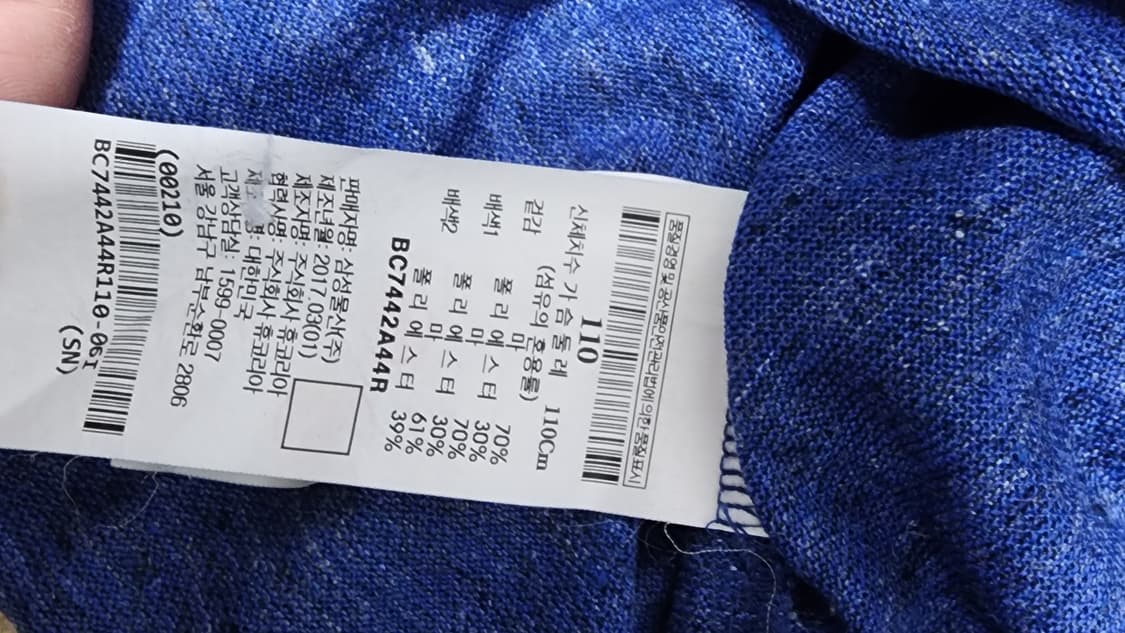 품질경영 및 공산품안전관리법에 의한 품질표시
110
신체치수 가슴둘레 110Cm
(섬유의 혼용률)
겉감 폴리에스터 70%
마 30%
배색1 폴리에스터 70%
마 30%
배색2 폴리에스터 61%
마 39%
BC7442A44R
판매자명: 삼성물산(주)
제조년월 2017.03(01)
제조자명: 주식회사 휴코리아
협력사명: 주식회사 휴코리아
: 대한민국
고객상담실: 1599-0007
서울 강남구 남부순환로 2806
(00210)
BC7442A44R110-06I
(SN)